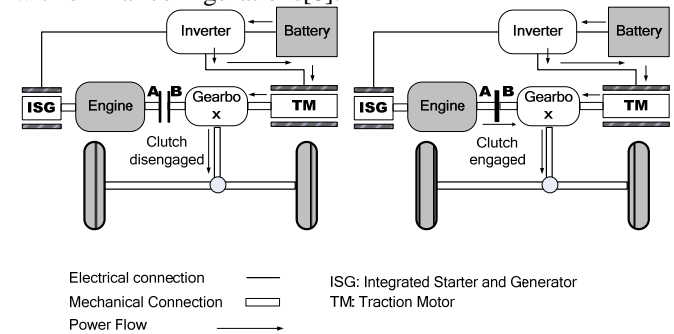 Inverter
Battery
ISG
Engine
A
B
Gearbo
x
TM
Clutch
disengaged
Inverter
Battery
ISG
Engine
A
B
Gearbo
x
TM
Clutch
engaged
Electrical connection
Mechanical Connection
Power Flow
ISG: Integrated Starter and Generator
TM: Traction Motor